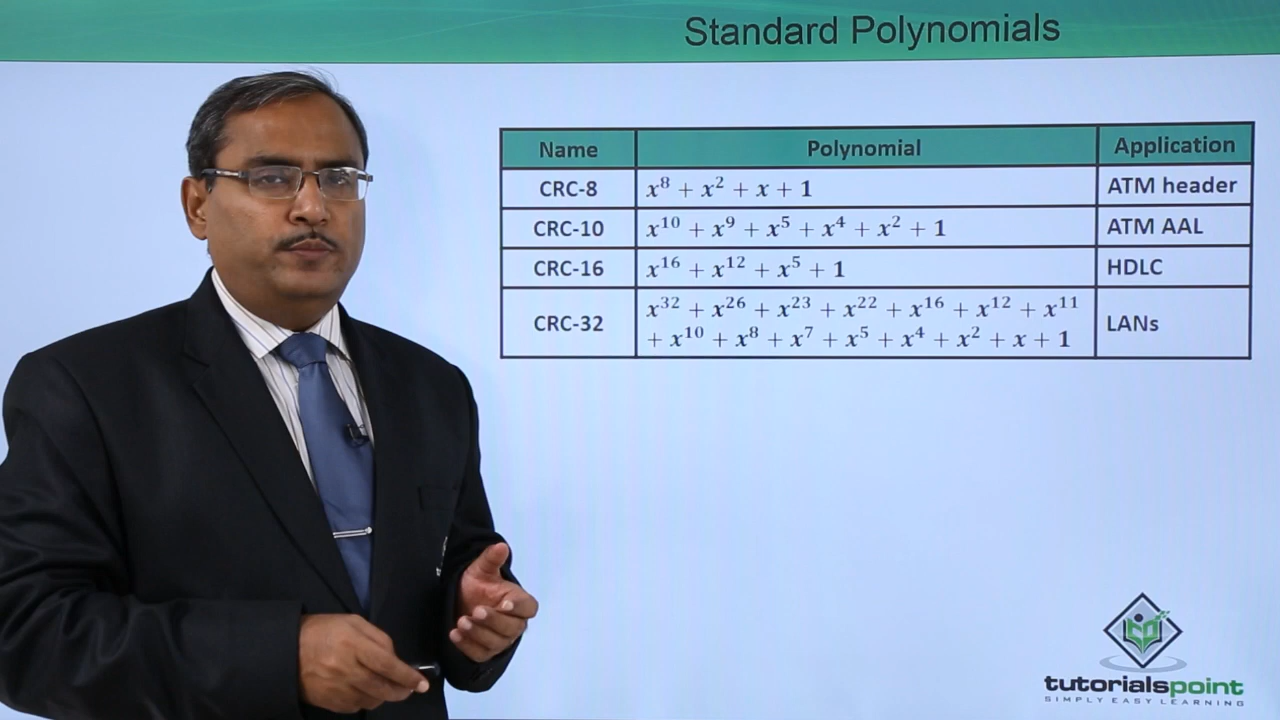 Standard Polynomials
Name Polynomial Application
CRC-8 x⁸ + x² + x + 1 ATM header
CRC-10 x¹⁰ + x⁹ + x⁵ + x⁴ + x² + 1 ATM AAL
CRC-16 x¹⁶ + x¹² + x⁵ + 1 HDLC
CRC-32 x³² + x²⁶ + x²³ + x²² + x¹⁶ + x¹² + x¹¹
+ x¹⁰ + x⁸ + x⁷ + x⁵ + x⁴ + x² + x + 1 LANs
tutorialspoint
SIMPLY EASY LEARNING